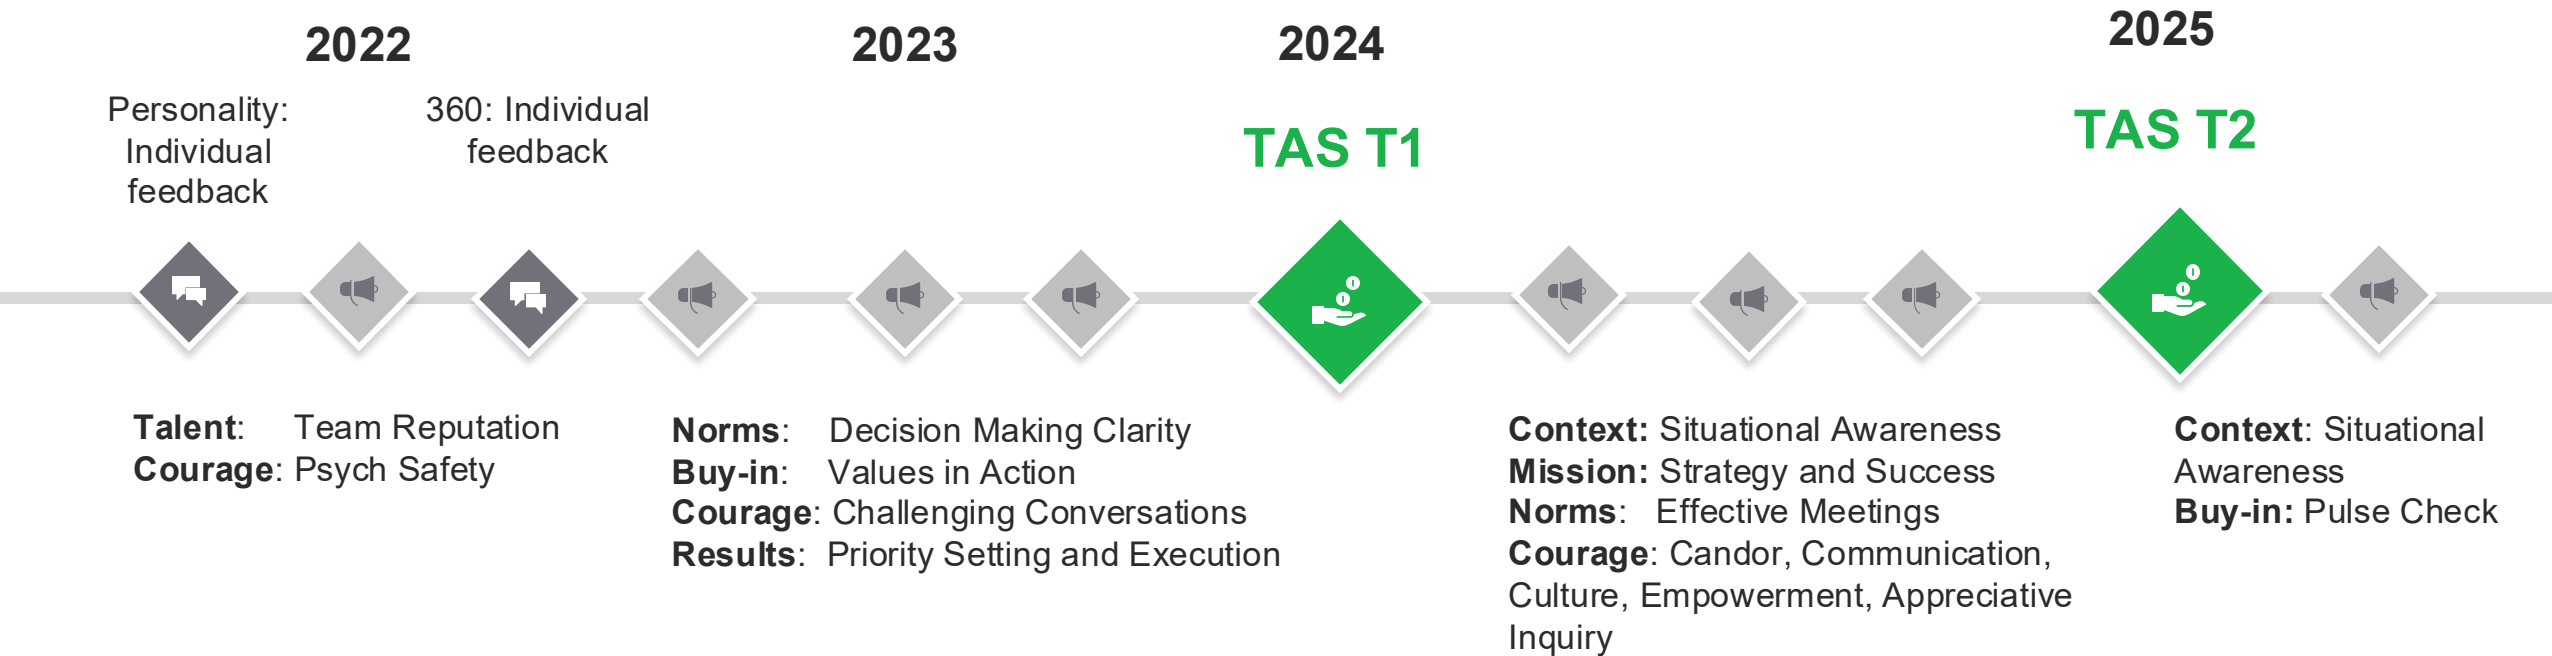 2022
2023
2024
2025
Personality:
Individual
feedback
360: Individual
feedback
TAS T1
TAS T2
Talent: Team Reputation
Courage: Psych Safety
Norms: Decision Making Clarity
Buy-in: Values in Action
Courage: Challenging Conversations
Results: Priority Setting and Execution
Context: Situational Awareness
Mission: Strategy and Success
Norms: Effective Meetings
Courage: Candor, Communication,
Culture, Empowerment, Appreciative
Inquiry
Context: Situational
Awareness
Buy-in: Pulse Check